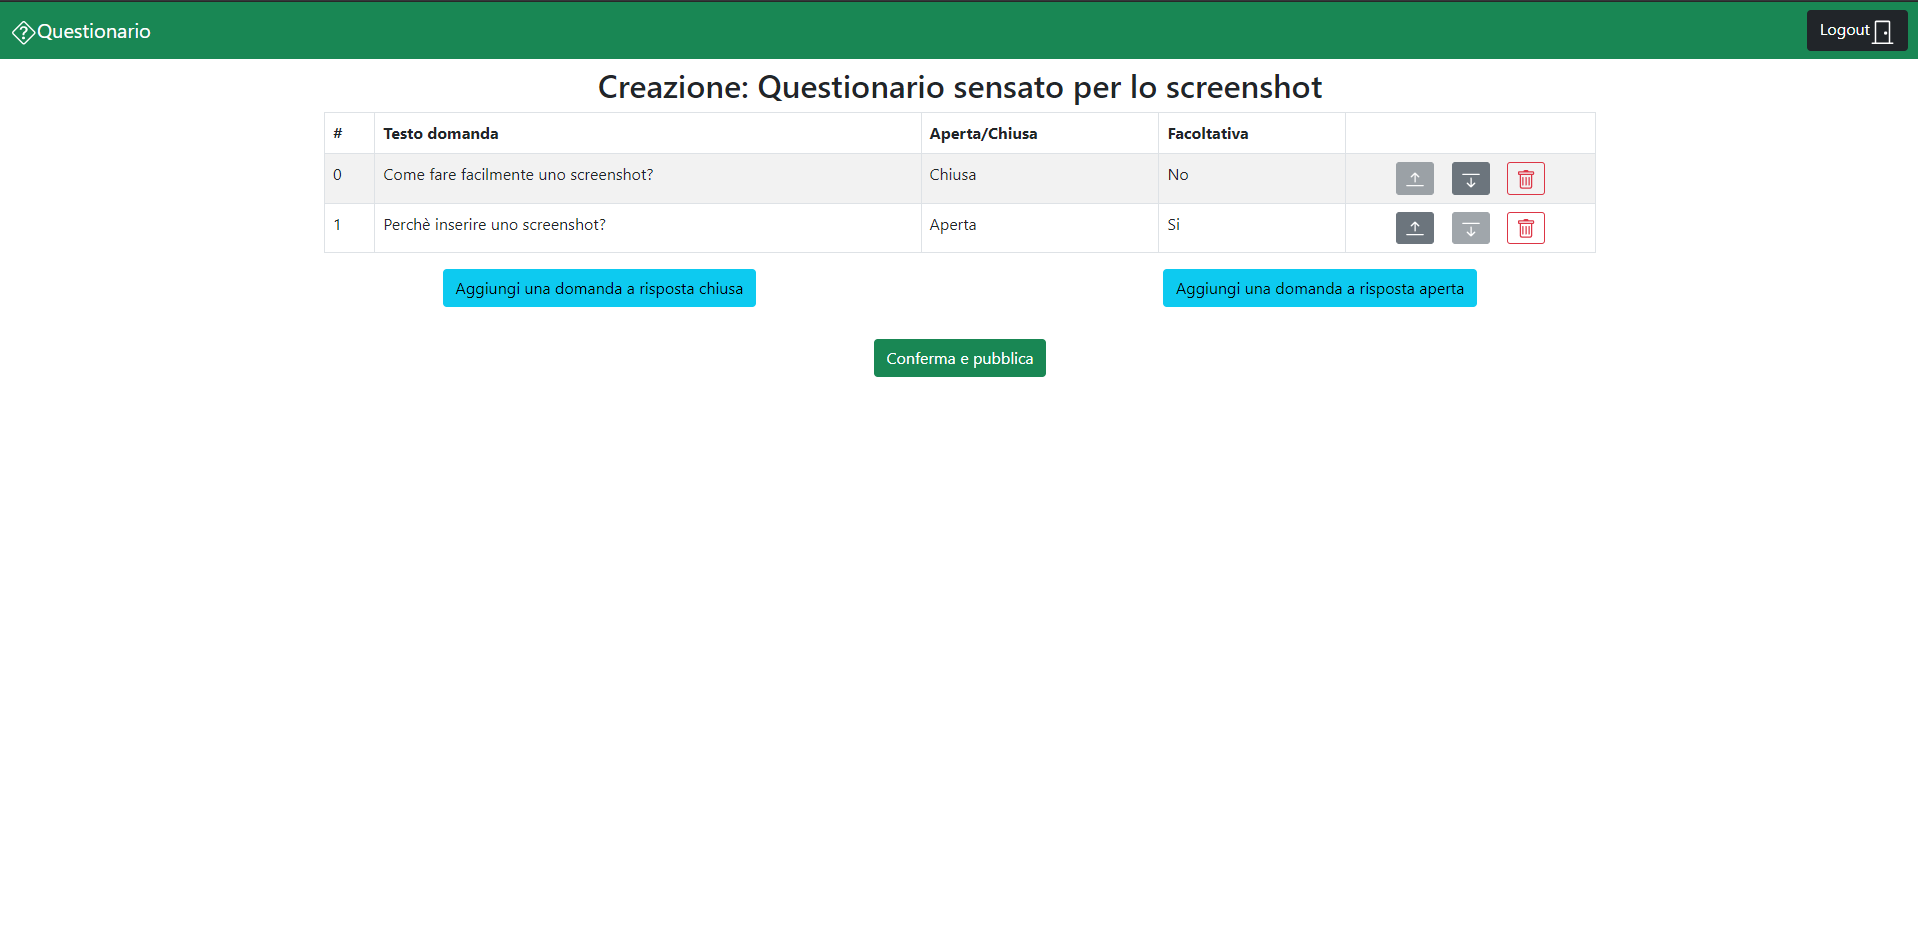 Questionario
Logout
Creazione: Questionario sensato per lo screenshot
# Testo domanda Aperta/Chiusa Facoltativa
0 Come fare facilmente uno screenshot? Chiusa No
1 Perchè inserire uno screenshot? Aperta Si
Aggiungi una domanda a risposta chiusa
Aggiungi una domanda a risposta aperta
Conferma e pubblica